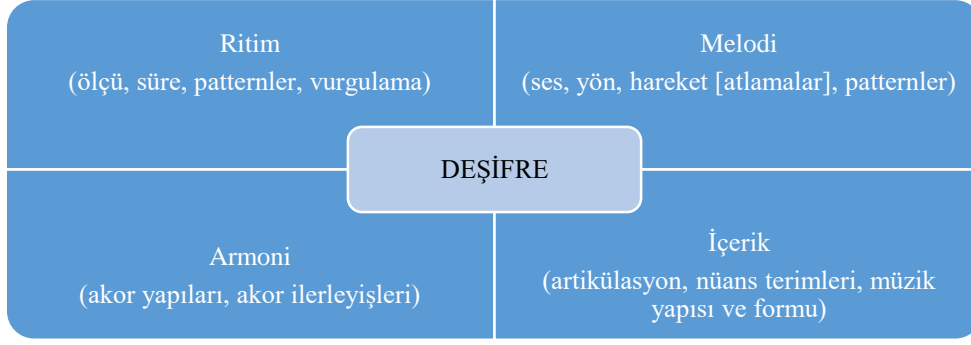 Ritim
(ölçü, süre, patternler, vurgulama)
Melodi
(ses, yön, hareket [atlamalar], patternler)
DEŞİFRE
Armoni
(akor yapıları, akor ilerleyişleri)
İçerik
(artikülasyon, nüans terimleri, müzik
yapısı ve formu)